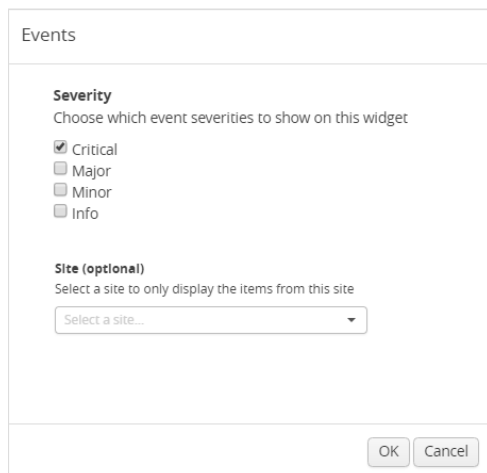 Events
Severity
Choose which event severities to show on this widget
Critical
Major
Minor
Info
Site (optional)
Select a site to only display the items from this site
Select a site...
OK Cancel